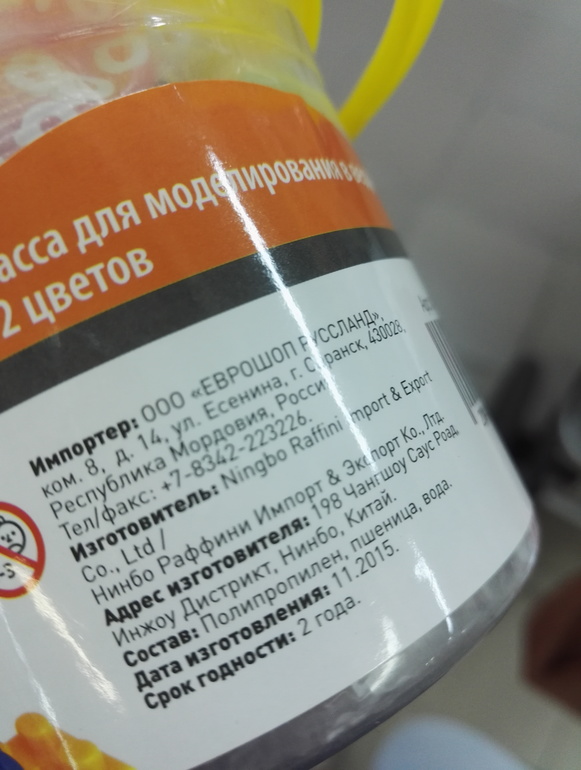 асса для моделирования в
2 цветов
Импортер: ООО «ЕВРОШОП РУССЛАНД»,
ком. 8, д. 14, ул. Есенина, г. Саранск, 430028,
Республика Мордовия, Россия
Тел/факс: +7-8342-223226.
Изготовитель: Ningbo Raffini Import & Export
Co., Ltd /
Нинбо Раффини Импорт & Экспорт Ко., Лтд.
Адрес изготовителя: 198 Чангшоу Саус Роад,
Инжоу Дистрикт, Нинбо, Китай.
Состав: Полипропилен, пшеница, вода.
Дата изготовления: 11.2015.
Срок годности: 2 года.